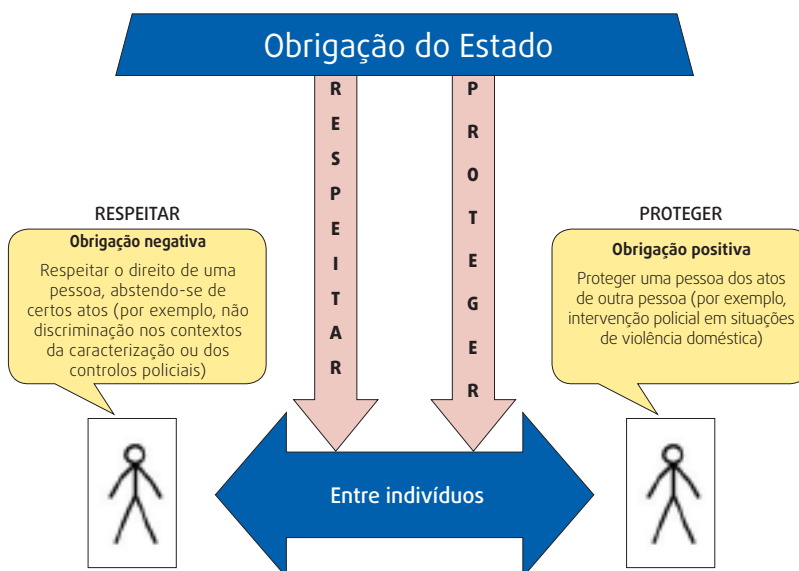 Obrigação do Estado
RESPEITAR
PROTEGER
RESPEITAR
Obrigação negativa
Respeitar o direito de uma
pessoa, abstendo-se de
certos atos (por exemplo, não
discriminação nos contextos
da caracterização ou dos
controlos policiais)
PROTEGER
Obrigação positiva
Proteger uma pessoa dos atos
de outra pessoa (por exemplo,
intervenção policial em situações
de violência doméstica)
Entre indivíduos